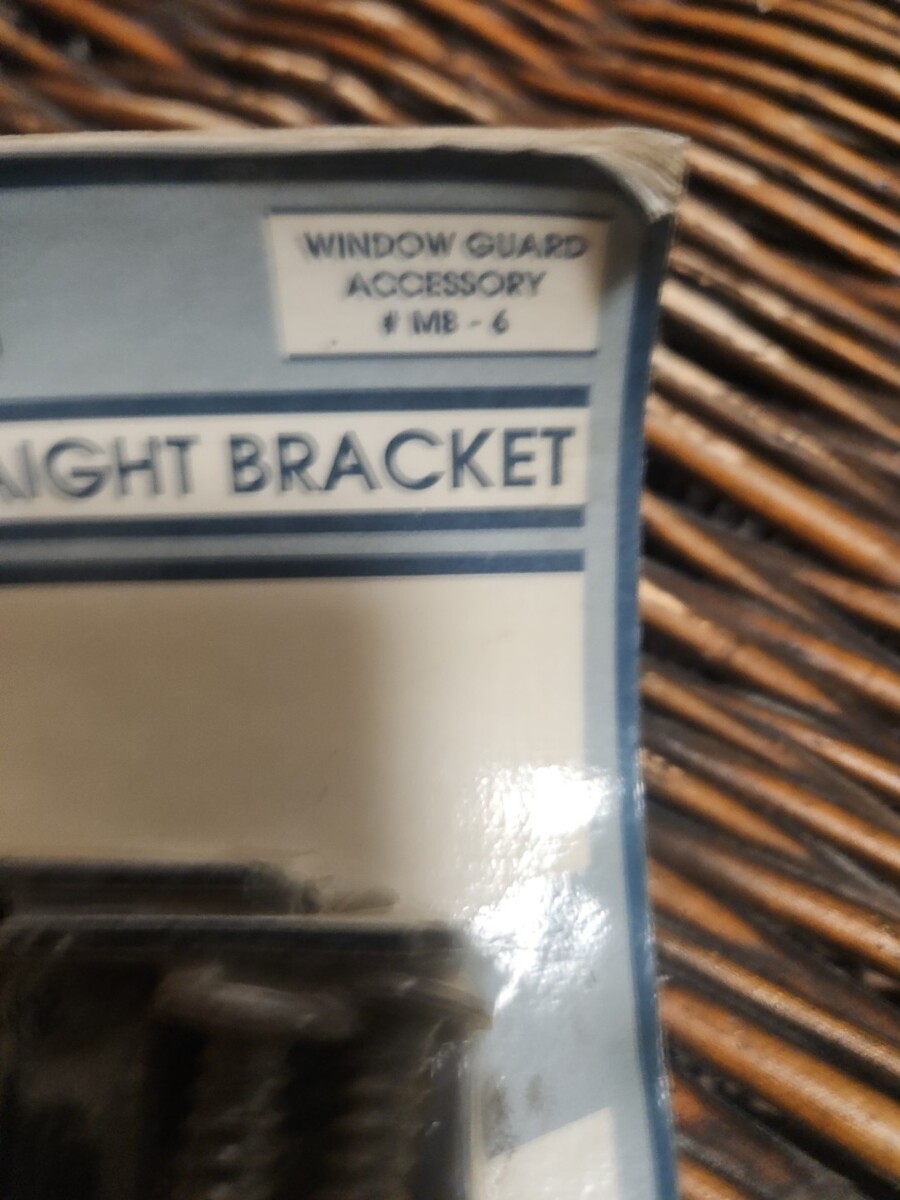 WINDOW GUARD
ACCESSORY
# MB - 6
AIGHT BRACKET